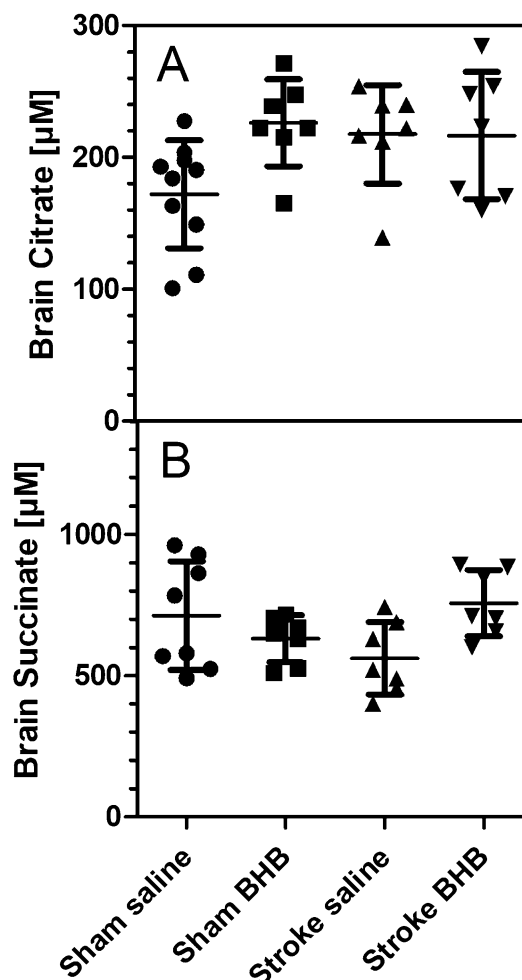 300
A
200
100
0
Brain Citrate [µM]
B
1000
500
0
Brain Succinate [µM]
Sham saline
Sham BHB
Stroke saline
Stroke BHB